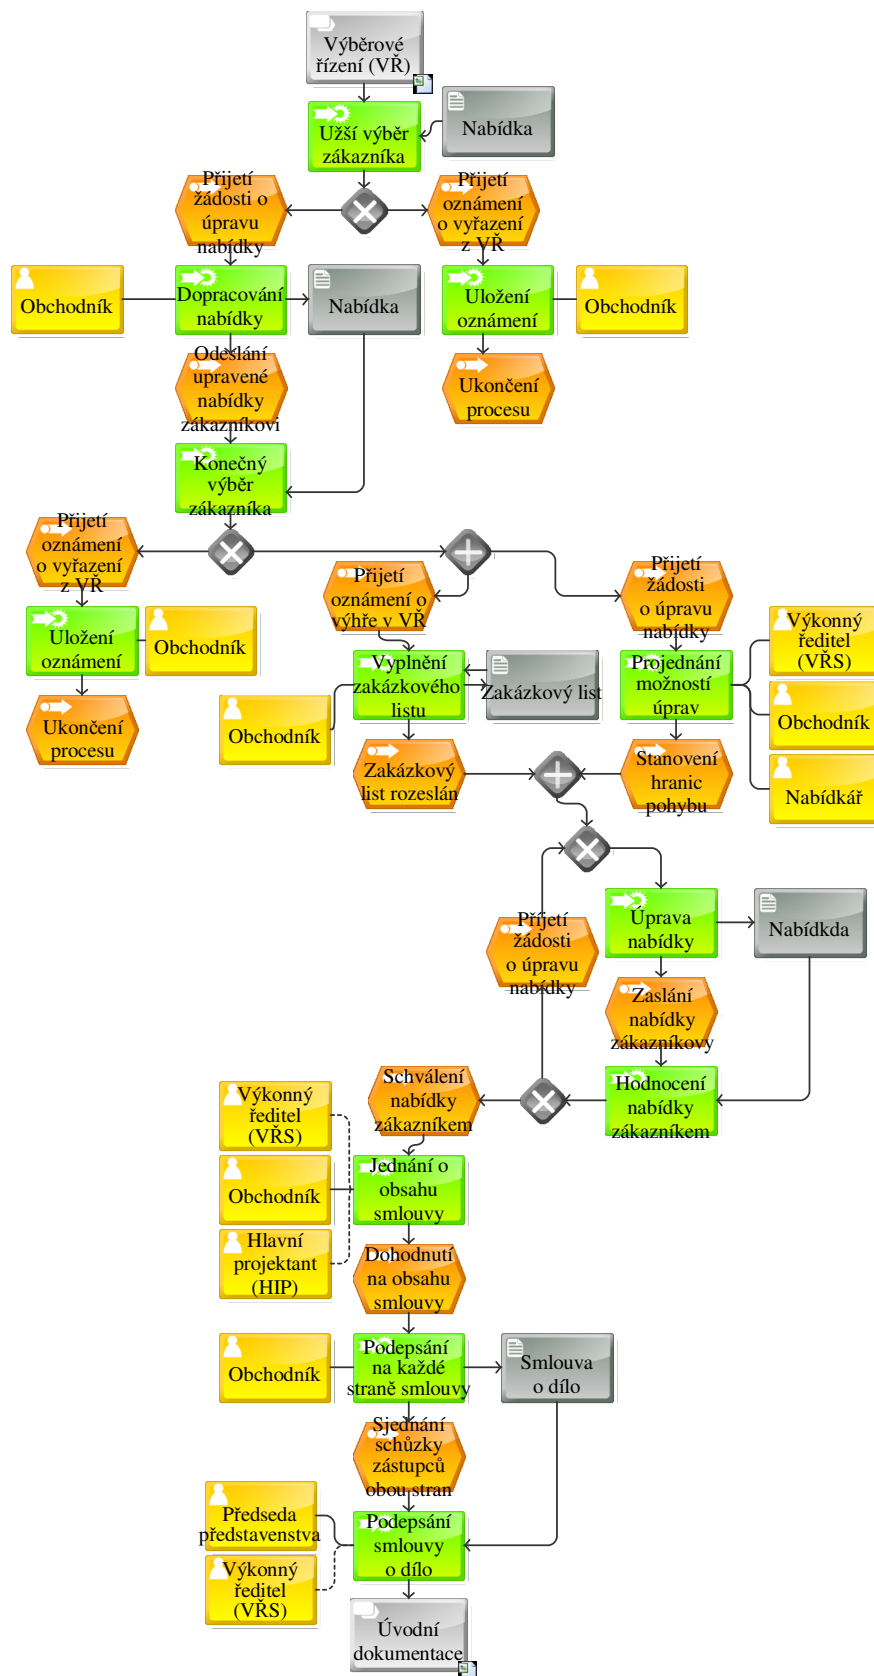 Výběrové
řízení (VŘ)
Nabídka
Užší výběr
zákazníka
Přijetí
žádosti o
úpravu
nabídky
Přijetí
oznámení
o vyřazení
z VŘ
Obchodník
Dopracování
nabídky
Nabídka
Uložení
oznámení
Obchodník
Odeslání
upravené
nabídky
zákazníkovi
Ukončení
procesu
Konečný
výběr
zákazníka
Přijetí
oznámení
o vyřazení
z VŘ
Přijetí
oznámení o
výhře v VŘ
Přijetí
žádosti
o úpravu
nabídky
Uložení
oznámení
Obchodník
Vyplnění
zakázkového
listu
Zakázkový list
Projednání
možností
úprav
Výkonný
ředitel
(VŘS)
Obchodník
Nabídkář
Ukončení
procesu
Obchodník
Zakázkový
list rozeslán
Stanovení
hranic
pohybu
Příjetí
žádosti
o úpravu
nabídky
Úprava
nabídky
Nabídkda
Zaslání
nabídky
zákazníkovy
Schválení
nabídky
zákazníkem
Hodnocení
nabídky
zákazníkem
Výkonný
ředitel
(VŘS)
Obchodník
Jednání o
obsahu
smlouvy
Hlavní
projektant
(HIP)
Dohodnutí
na obsahu
smlouvy
Obchodník
Podepsání
na každé
straně smlouvy
Smlouva
o dílo
Sjednání
schůzky
zástupců
obou stran
Předseda
představenstva
Podepsání
smlouvy
o dílo
Výkonný
ředitel
(VŘS)
Úvodní
dokumentace